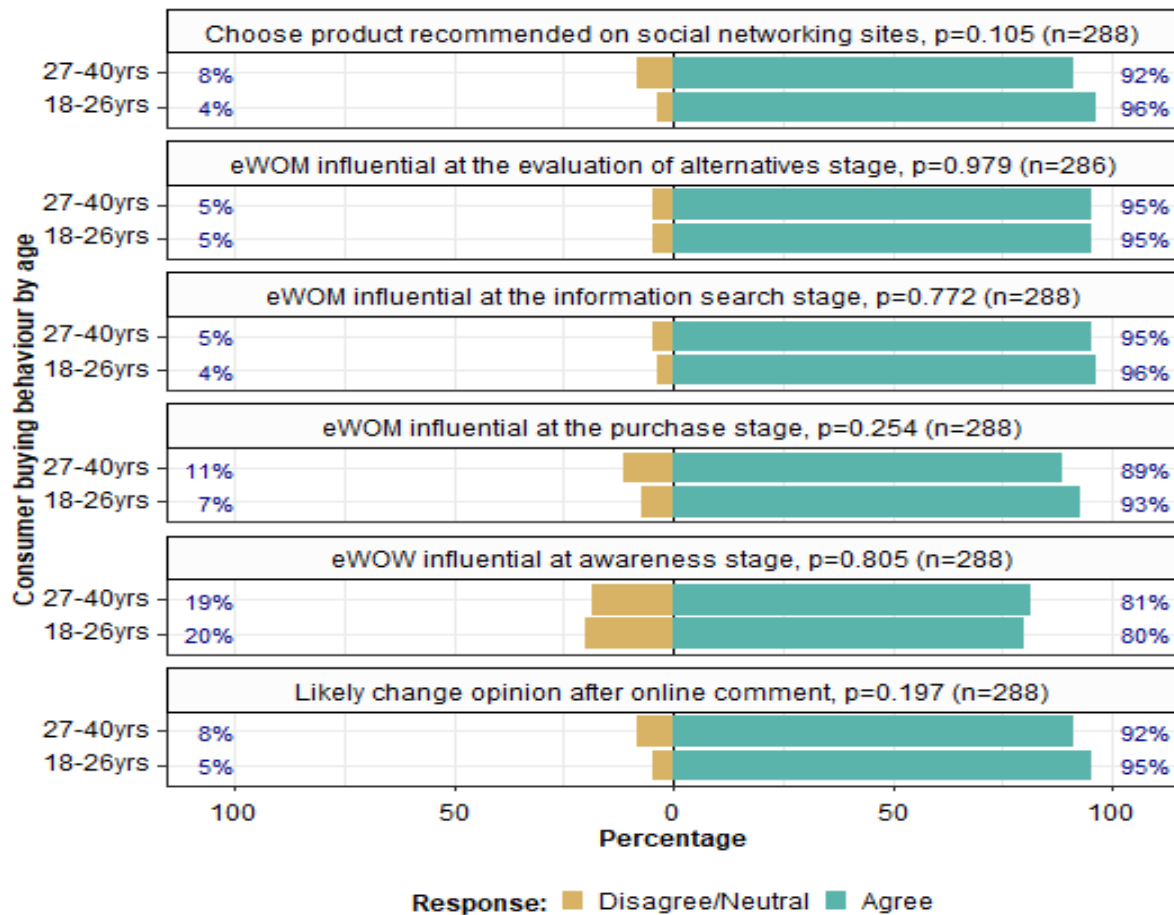 Choose product recommended on social networking sites, p=0.105 (n=288)
27-40yrs 8% 92%
18-26yrs 4% 96%
eWOM influential at the evaluation of alternatives stage, p=0.979 (n=286)
27-40yrs 5% 95%
18-26yrs 5% 95%
eWOM influential at the information search stage, p=0.772 (n=288)
27-40yrs 5% 95%
18-26yrs 4% 96%
eWOM influential at the purchase stage, p=0.254 (n=288)
27-40yrs 11% 89%
18-26yrs 7% 93%
eWOW influential at awareness stage, p=0.805 (n=288)
27-40yrs 19% 81%
18-26yrs 20% 80%
Likely change opinion after online comment, p=0.197 (n=288)
27-40yrs 8% 92%
18-26yrs 5% 95%
Consumer buying behaviour by age
100 50 0 50 100
Percentage
Response: Disagree/Neutral Agree